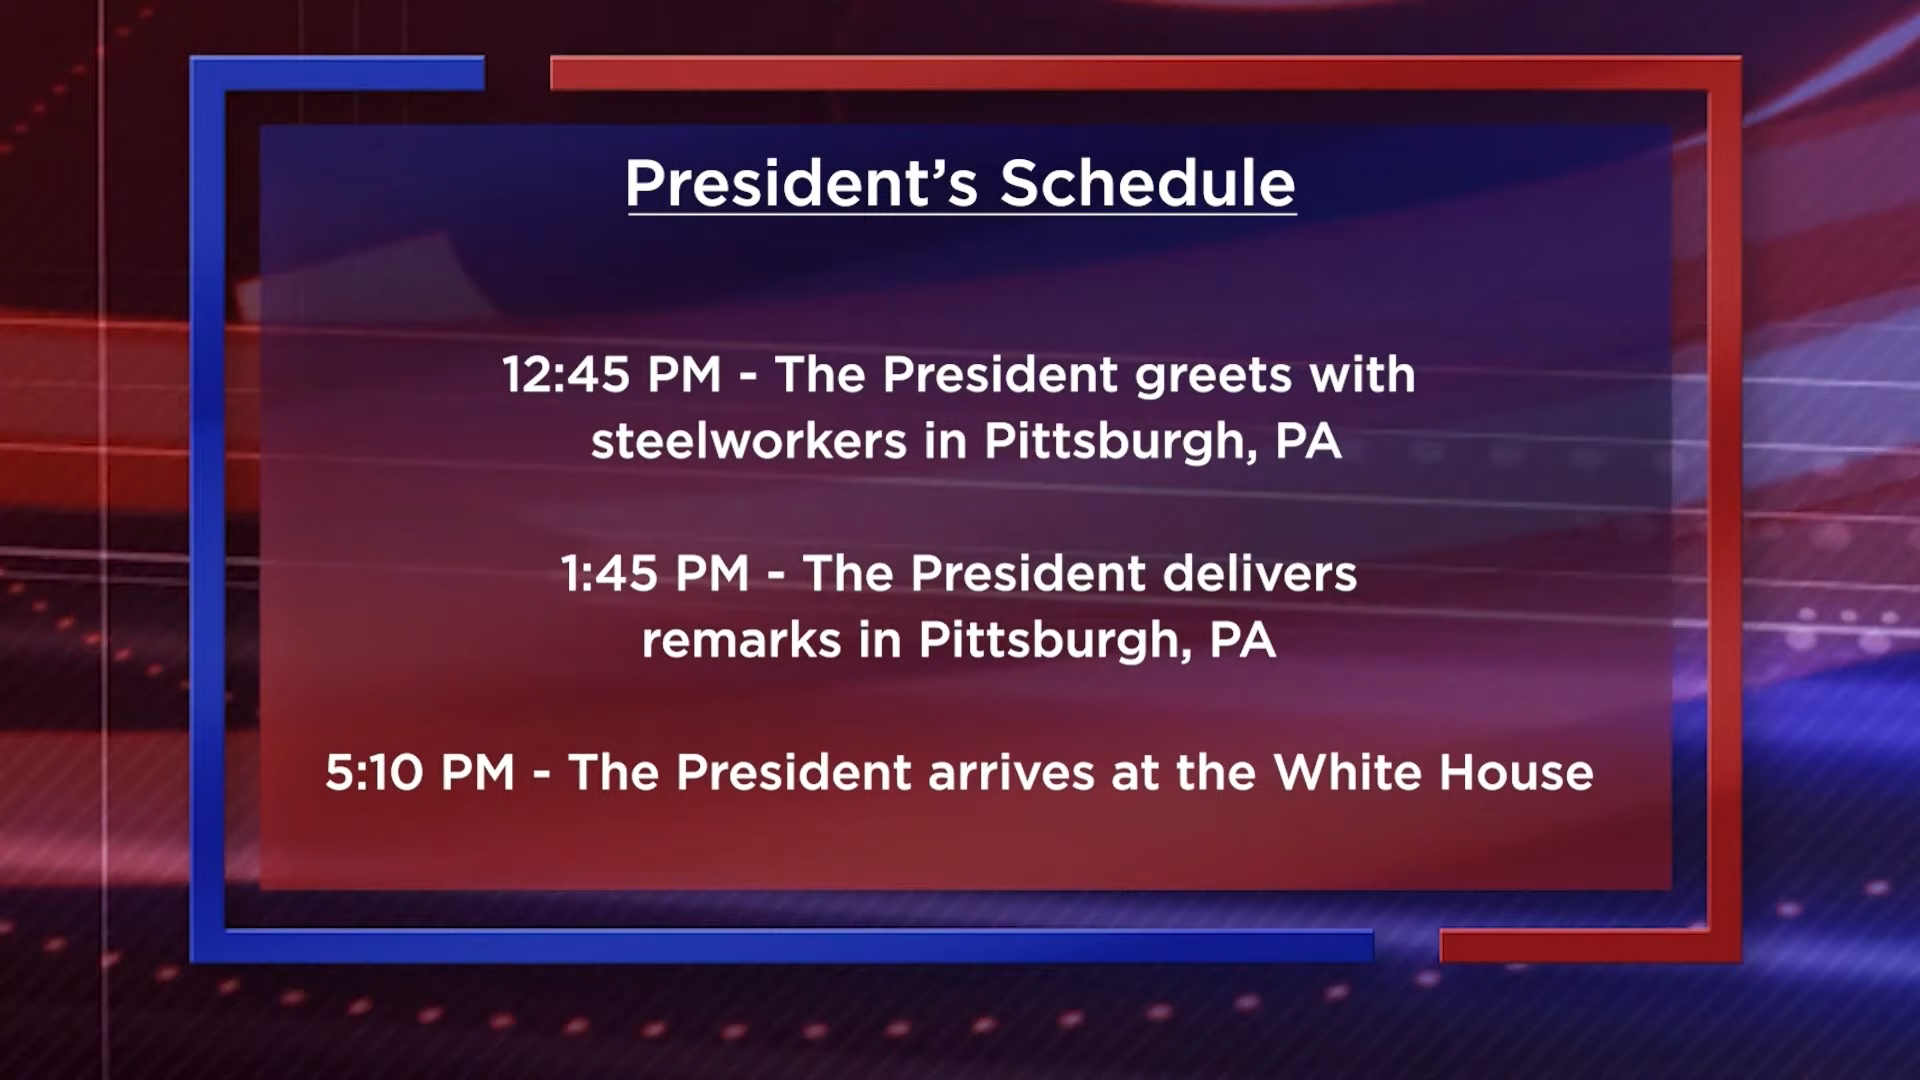 President’s Schedule
12:45 PM - The President greets with
steelworkers in Pittsburgh, PA
1:45 PM - The President delivers
remarks in Pittsburgh, PA
5:10 PM - The President arrives at the White House